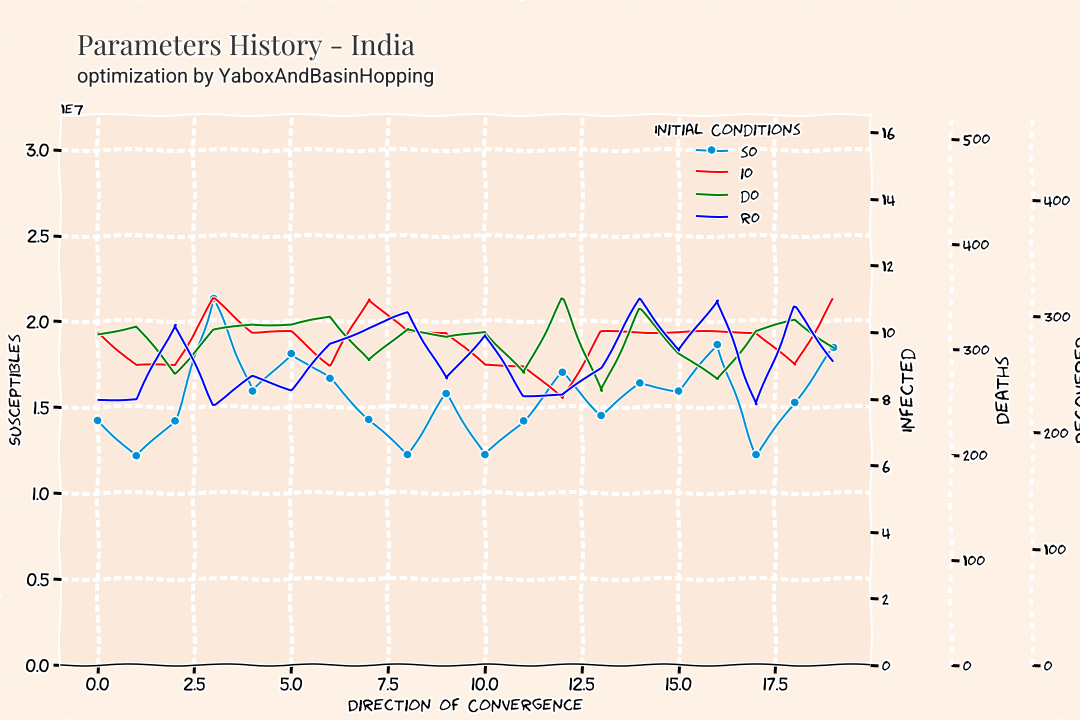 Parameters History - India
optimization by YaboxAndBasinHopping
1E7
INITIAL CONDITIONS
S0
I0
D0
R0
3.0
2.5
2.0
1.5
1.0
0.5
0.0
SUSCEPTIBLES
0.0 2.5 5.0 7.5 10.0 12.5 15.0 17.5
DIRECTION OF CONVERGENCE
16
14
12
10
8
6
4
2
0
INFECTED
500
400
300
200
100
0
DEATHS
400
300
200
100
0